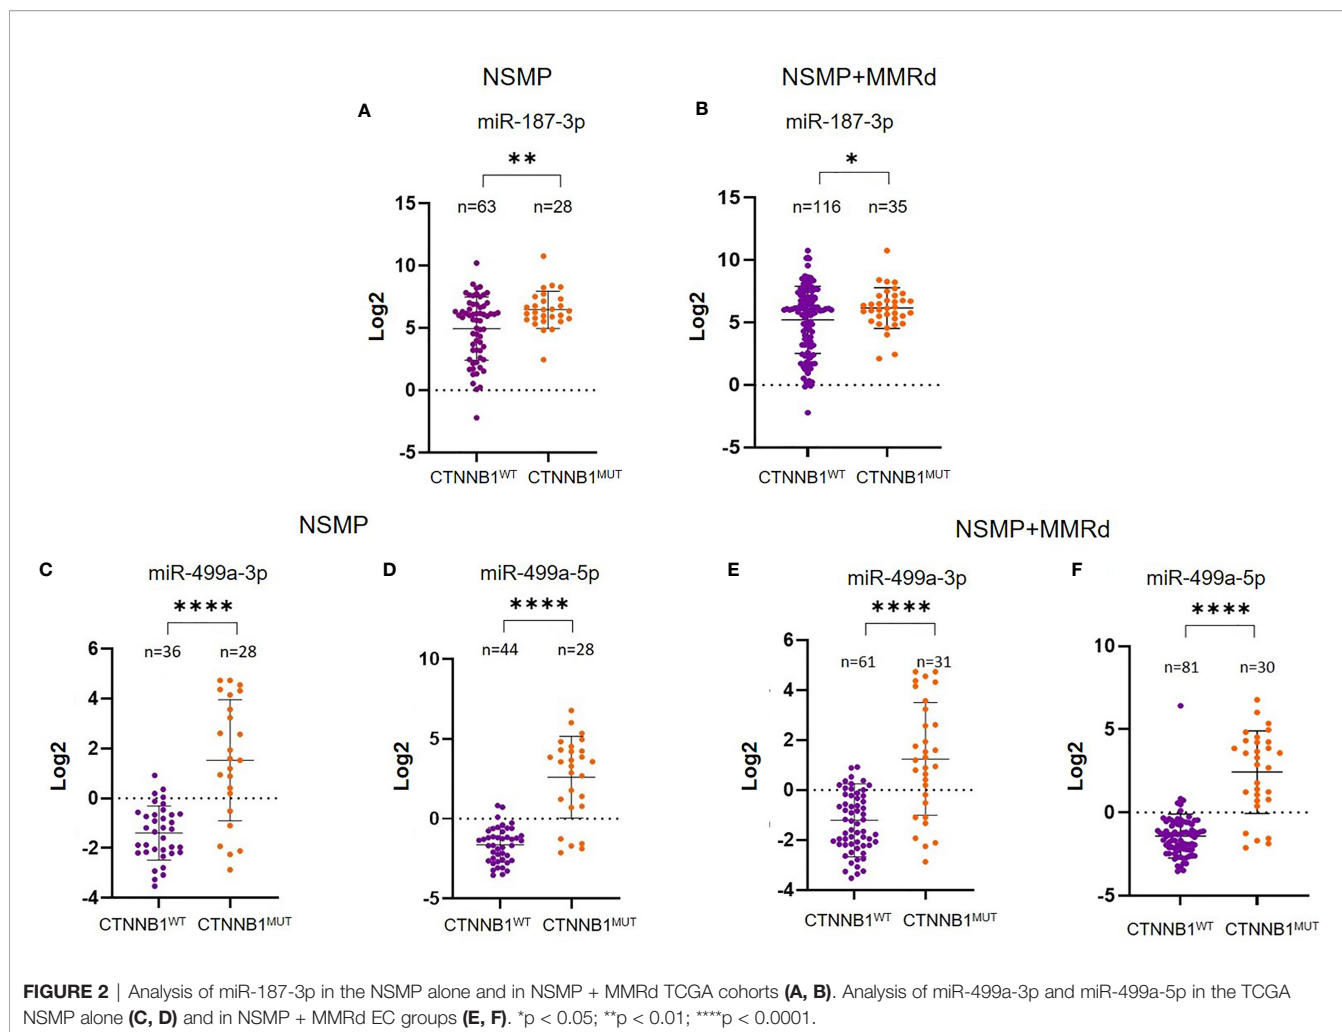 NSMP
NSMP+MMRd
A
miR-187-3p
**
n=63
n=28
15
10
5
0
-5
Log2
CTNNB1WT
CTNNB1MUT
B
miR-187-3p
*
n=116
n=35
15
10
5
0
-5
Log2
CTNNB1WT
CTNNB1MUT
NSMP
NSMP+MMRd
C
miR-499a-3p
****
n=36
n=28
6
4
2
0
-2
-4
Log2
CTNNB1WT
CTNNB1MUT
D
miR-499a-5p
****
n=44
n=28
10
5
0
-5
Log2
CTNNB1WT
CTNNB1MUT
E
miR-499a-3p
****
n=61
n=31
6
4
2
0
-2
-4
Log2
CTNNB1WT
CTNNB1MUT
F
miR-499a-5p
****
n=81
n=30
10
5
0
-5
Log2
CTNNB1WT
CTNNB1MUT
FIGURE 2 | Analysis of miR-187-3p in the NSMP alone and in NSMP + MMRd TCGA cohorts (A, B). Analysis of miR-499a-3p and miR-499a-5p in the TCGA
NSMP alone (C, D) and in NSMP + MMRd EC groups (E, F). *p < 0.05; **p < 0.01; ****p < 0.0001.